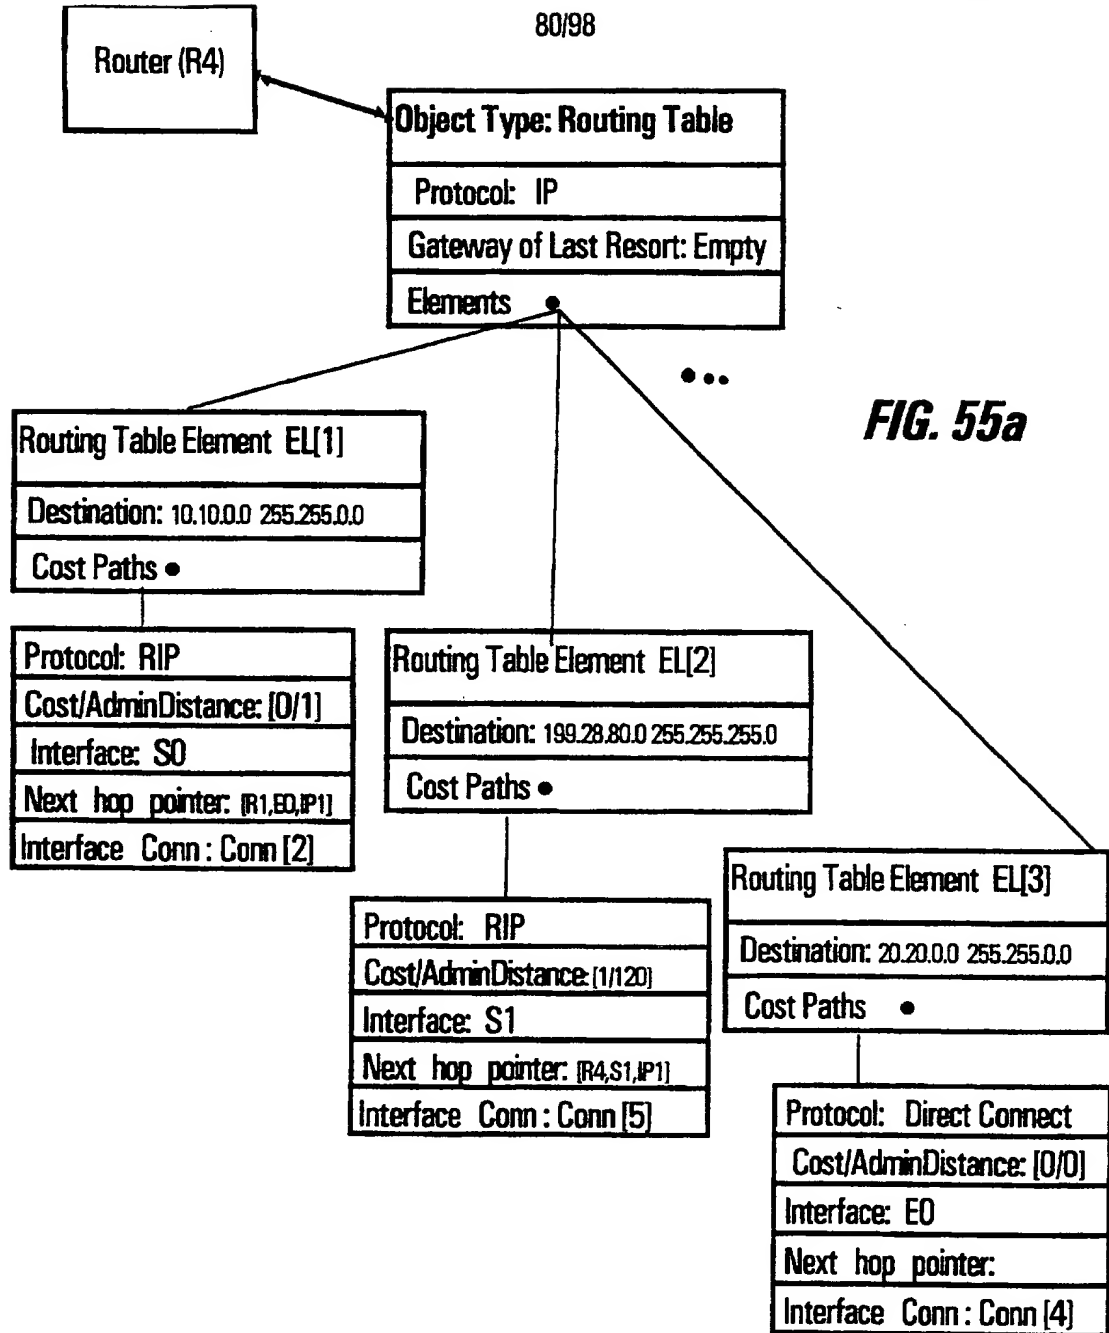 80/98
Router (R4)
Object Type: Routing Table
Protocol: IP
Gateway of Last Resort: Empty
Elements
FIG. 55a
Routing Table Element EL[1]
Destination: 10.10.0.0 255.255.0.0
Cost Paths
Protocol: RIP
Cost/AdminDistance: [0/1]
Interface: S0
Next hop pointer: [R1,E0,IP1]
Interface Conn : Conn [2]
Routing Table Element EL[2]
Destination: 199.28.80.0 255.255.255.0
Cost Paths
Protocol: RIP
Cost/AdminDistance: [1/120]
Interface: S1
Next hop pointer: [R4,S1,IP1]
Interface Conn : Conn [5]
Routing Table Element EL[3]
Destination: 20.20.0.0 255.255.0.0
Cost Paths
Protocol: Direct Connect
Cost/AdminDistance: [0/0]
Interface: E0
Next hop pointer:
Interface Conn : Conn [4]